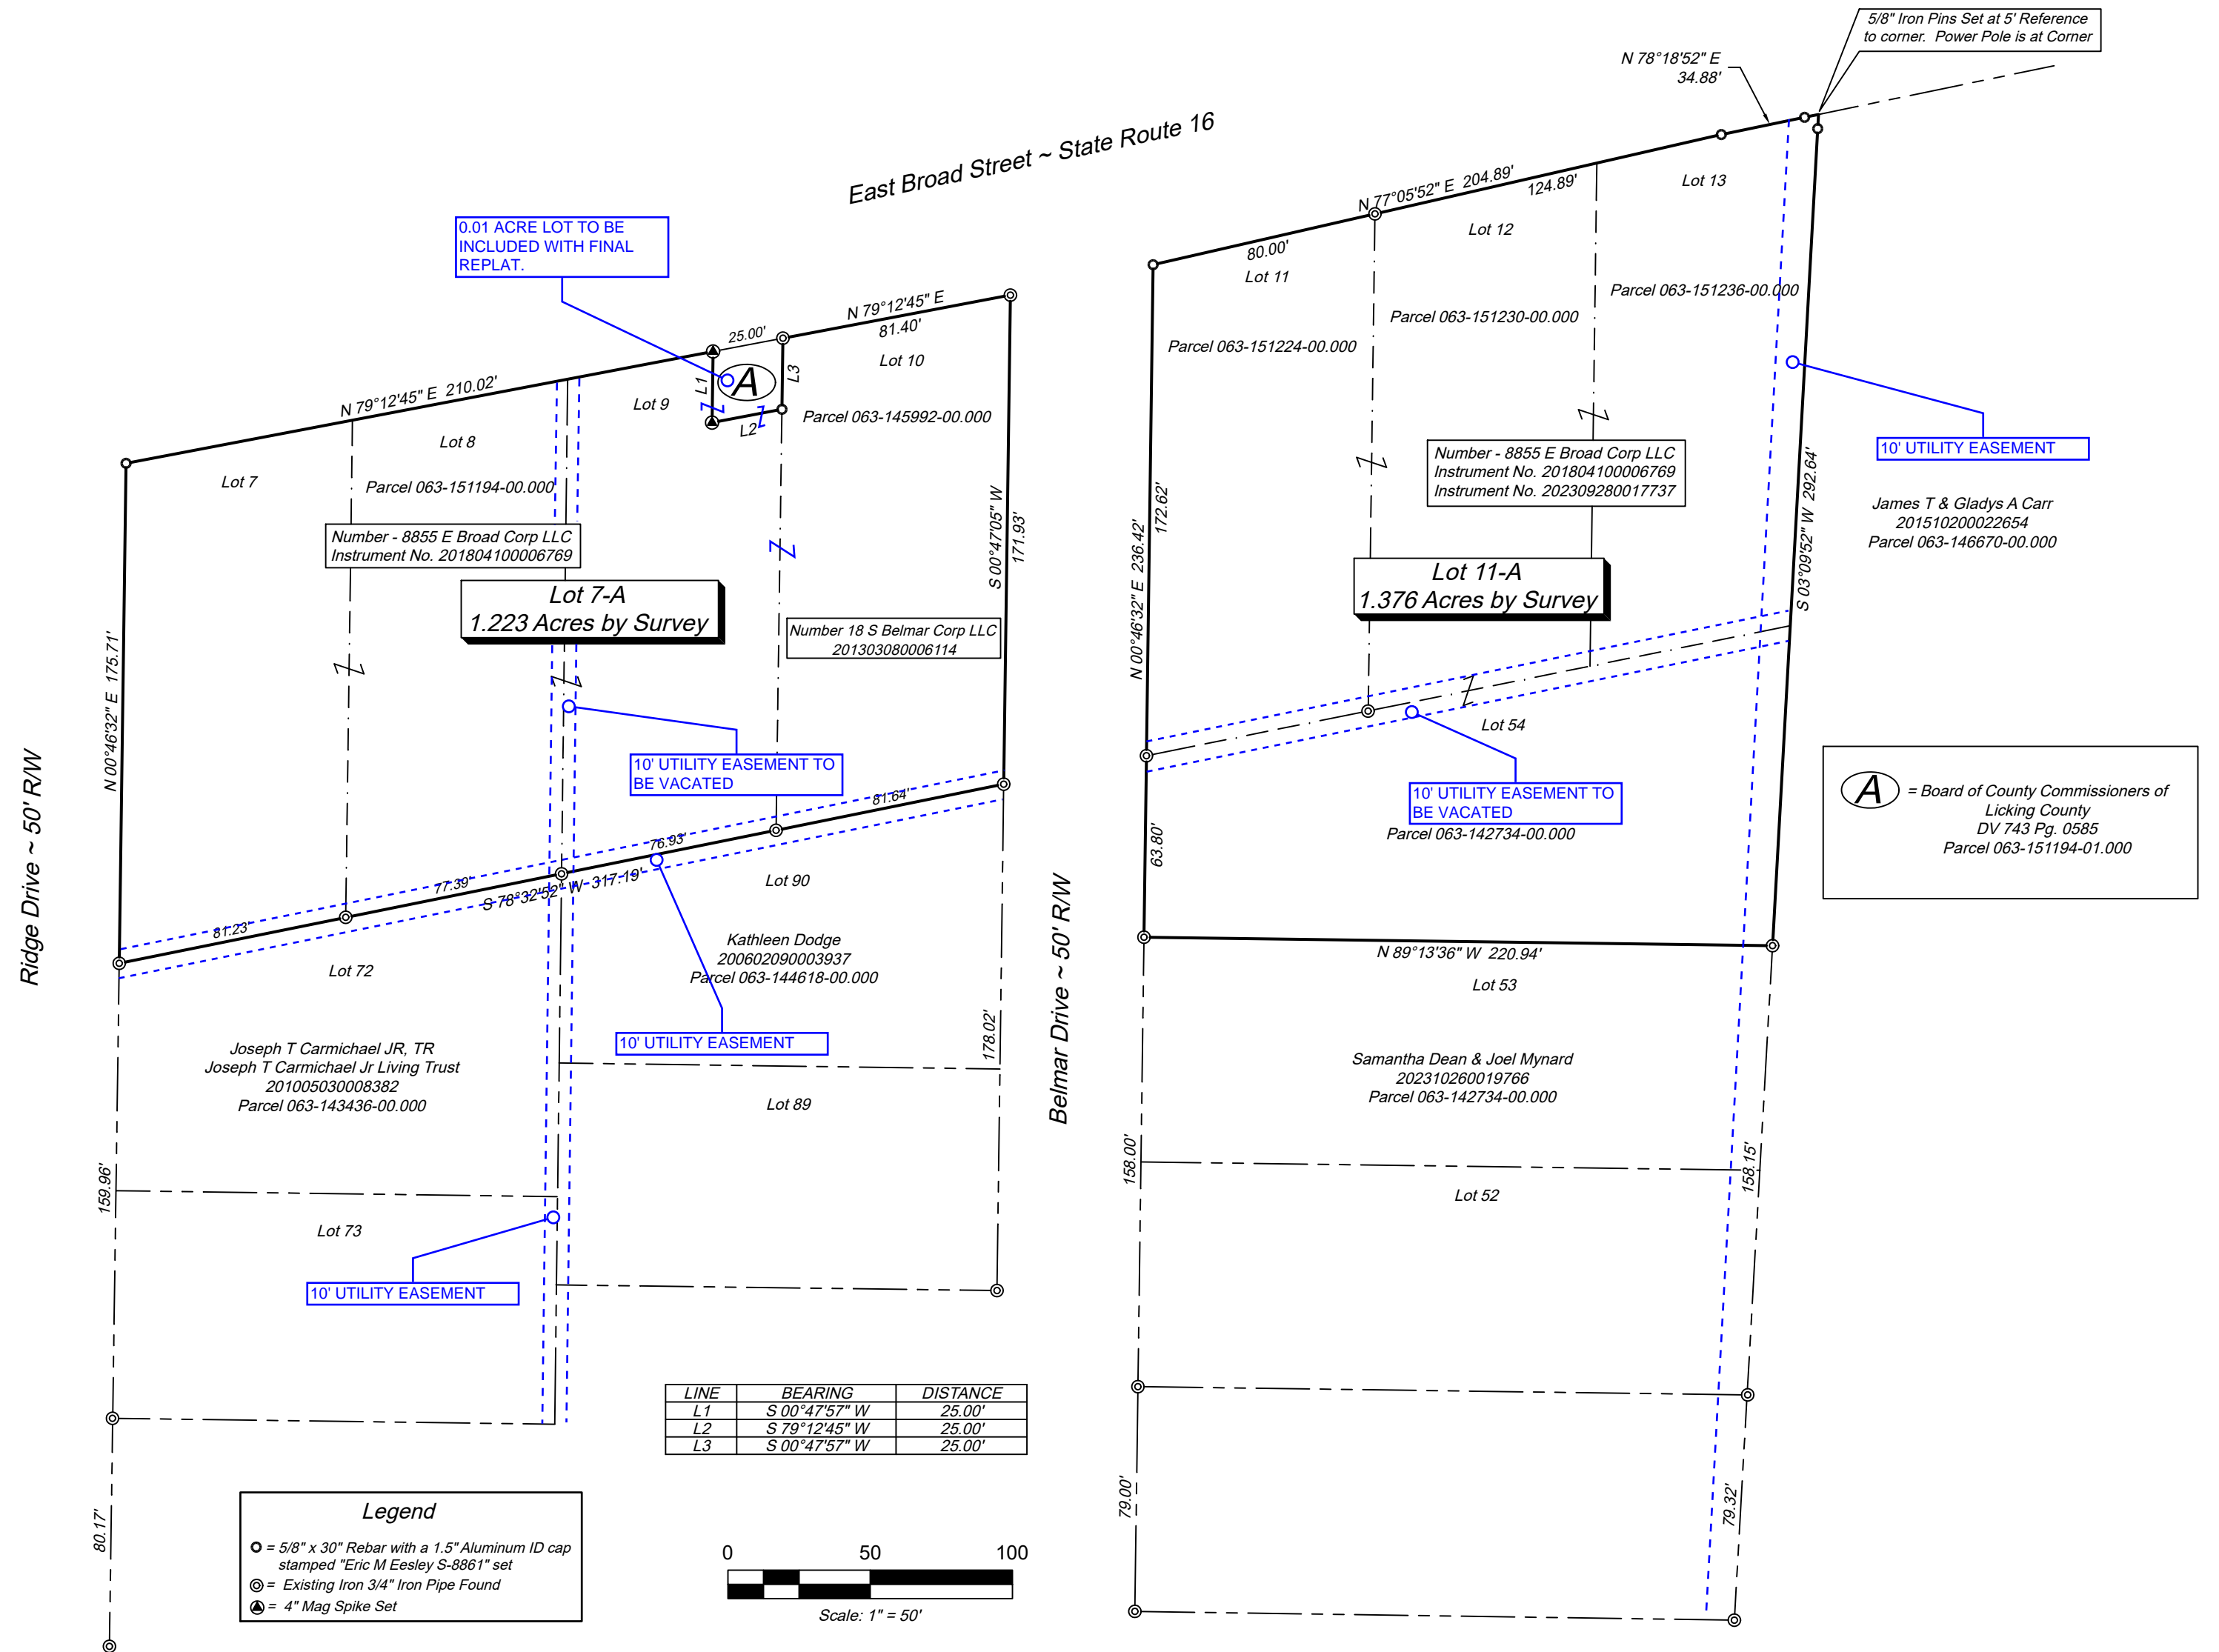 5/8" Iron Pins Set at 5' Reference
to corner. Power Pole is at Corner
N 78°18'52" E
34.88'
East Broad Street ~ State Route 16
N 77°05'52" E 204.89'
124.89'
80.00'
Lot 11
Lot 12
Lot 13
Parcel 063-151236-00.000
Parcel 063-151230-00.000
Parcel 063-151224-00.000
0.01 ACRE LOT TO BE
INCLUDED WITH FINAL
REPLAT.
N 79°12'45" E
81.40'
25.00'
N 79°12'45" E 210.02'
Lot 7
Lot 8
Lot 9
Lot 10
L1
L2
L3
A
Parcel 063-145992-00.000
Parcel 063-151194-00.000
Number - 8855 E Broad Corp LLC
Instrument No. 201804100006769
Lot 7-A
1.223 Acres by Survey
Number 18 S Belmar Corp LLC
201303080006114
S 00°47'05" W
171.93'
N 00°46'32" E 175.71'
Ridge Drive ~ 50' R/W
10' UTILITY EASEMENT TO
BE VACATED
81.64'
76.93'
77.39'
81.23'
S 78°32'52" W 317.19'
Number - 8855 E Broad Corp LLC
Instrument No. 201804100006769
Instrument No. 202309280017737
Lot 11-A
1.376 Acres by Survey
N 00°46'32" E 236.42'
172.62'
63.80'
S 03°09'52" W 292.64'
10' UTILITY EASEMENT
James T & Gladys A Carr
201510200022654
Parcel 063-146670-00.000
Lot 54
10' UTILITY EASEMENT TO
BE VACATED
Parcel 063-142734-00.000
A
= Board of County Commissioners of
Licking County
DV 743 Pg. 0585
Parcel 063-151194-01.000
Belmar Drive ~ 50' R/W
N 89°13'36" W 220.94'
Lot 53
Samantha Dean & Joel Mynard
202310260019766
Parcel 063-142734-00.000
158.00'
158.15'
Lot 52
79.00'
79.32'
Lot 90
Kathleen Dodge
200602090003937
Parcel 063-144618-00.000
10' UTILITY EASEMENT
178.02'
Lot 89
Lot 72
Joseph T Carmichael JR, TR
Joseph T Carmichael Jr Living Trust
201005030008382
Parcel 063-143436-00.000
159.96'
Lot 73
10' UTILITY EASEMENT
80.17'
LINE BEARING DISTANCE
L1 S 00°47'57" W 25.00'
L2 S 79°12'45" W 25.00'
L3 S 00°47'57" W 25.00'
Legend
= 5/8" x 30" Rebar with a 1.5" Aluminum ID cap
stamped "Eric M Eesley S-8861" set
= Existing Iron 3/4" Iron Pipe Found
= 4" Mag Spike Set
0 50 100
Scale: 1" = 50'